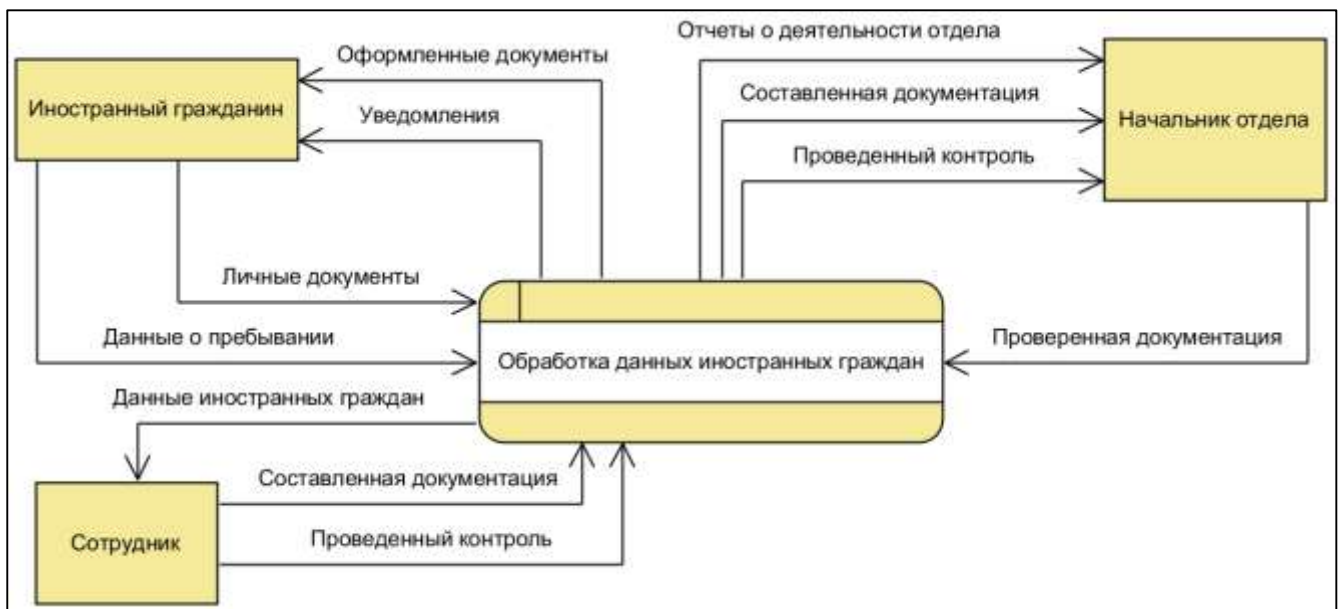 Отчеты о деятельности отдела
Оформленные документы
Составленная документация
Иностранный гражданин
Уведомления
Начальник отдела
Проведенный контроль
Личные документы
Данные о пребывании
Проверенная документация
Обработка данных иностранных граждан
Данные иностранных граждан
Составленная документация
Сотрудник
Проведенный контроль